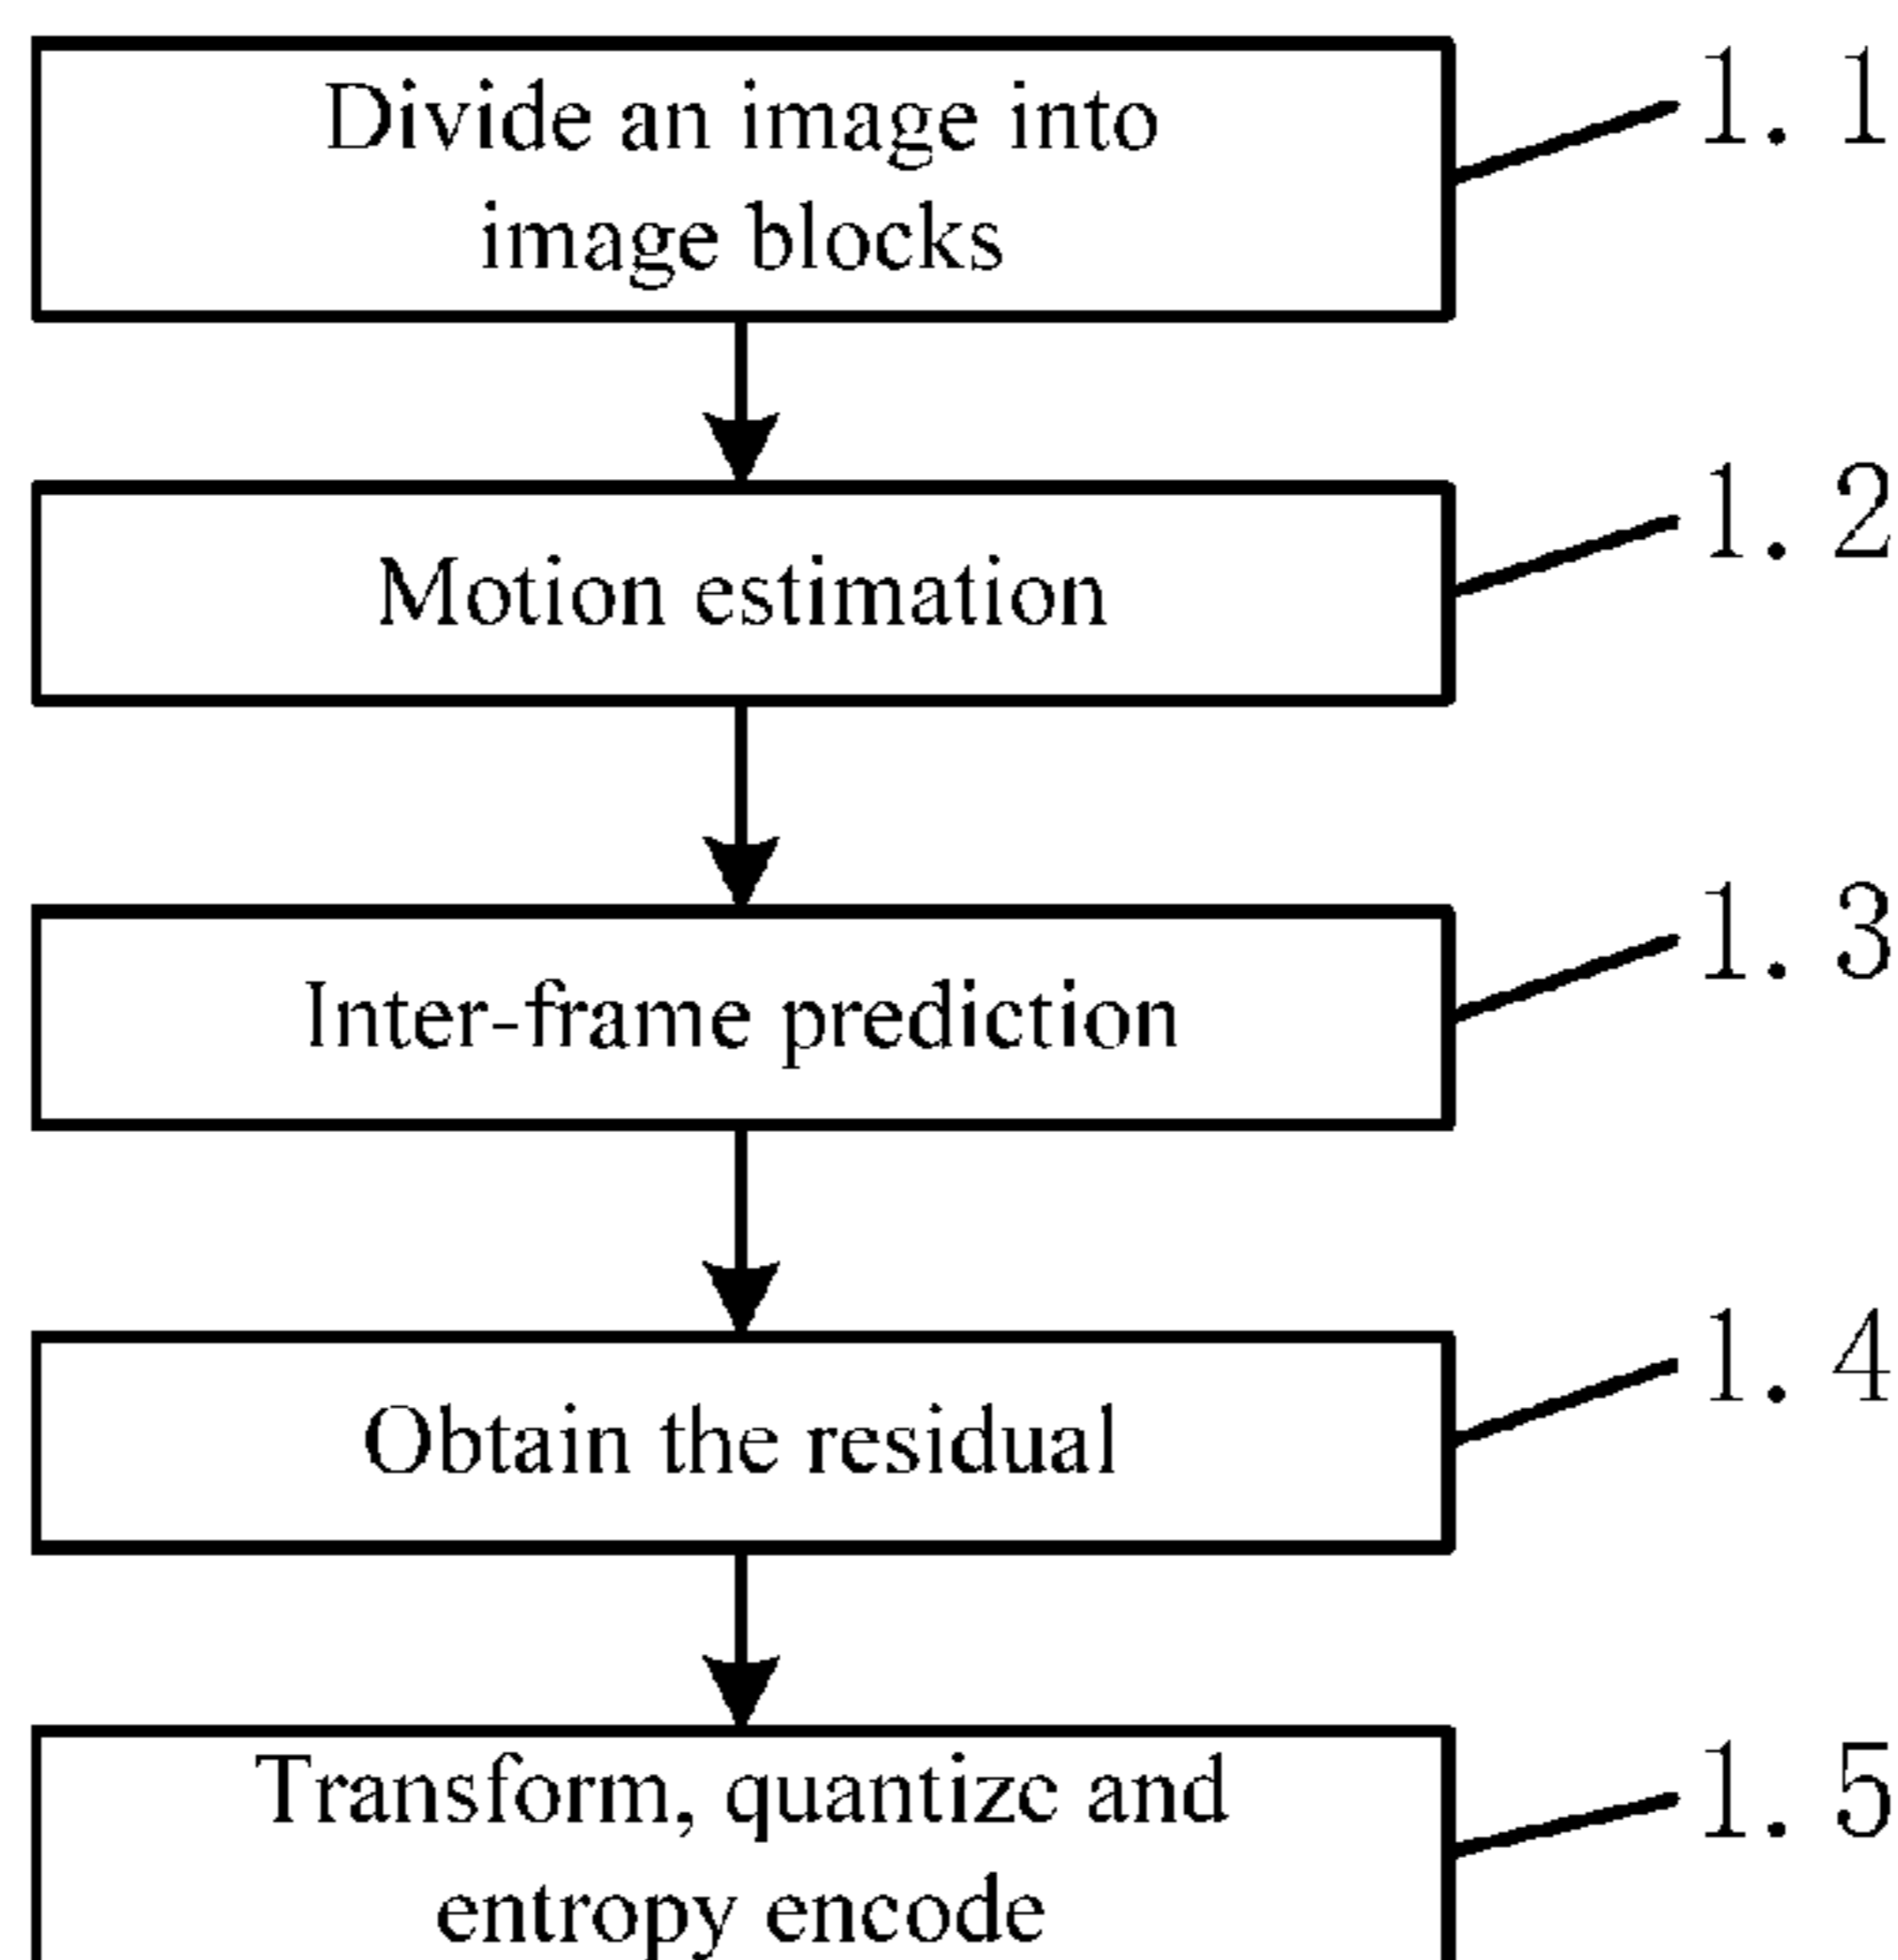 Divide an image into
image blocks
1.1
Motion estimation
1.2
Inter-frame prediction
1.3
Obtain the residual
1.4
Transform, quantize and
entropy encode
1.5